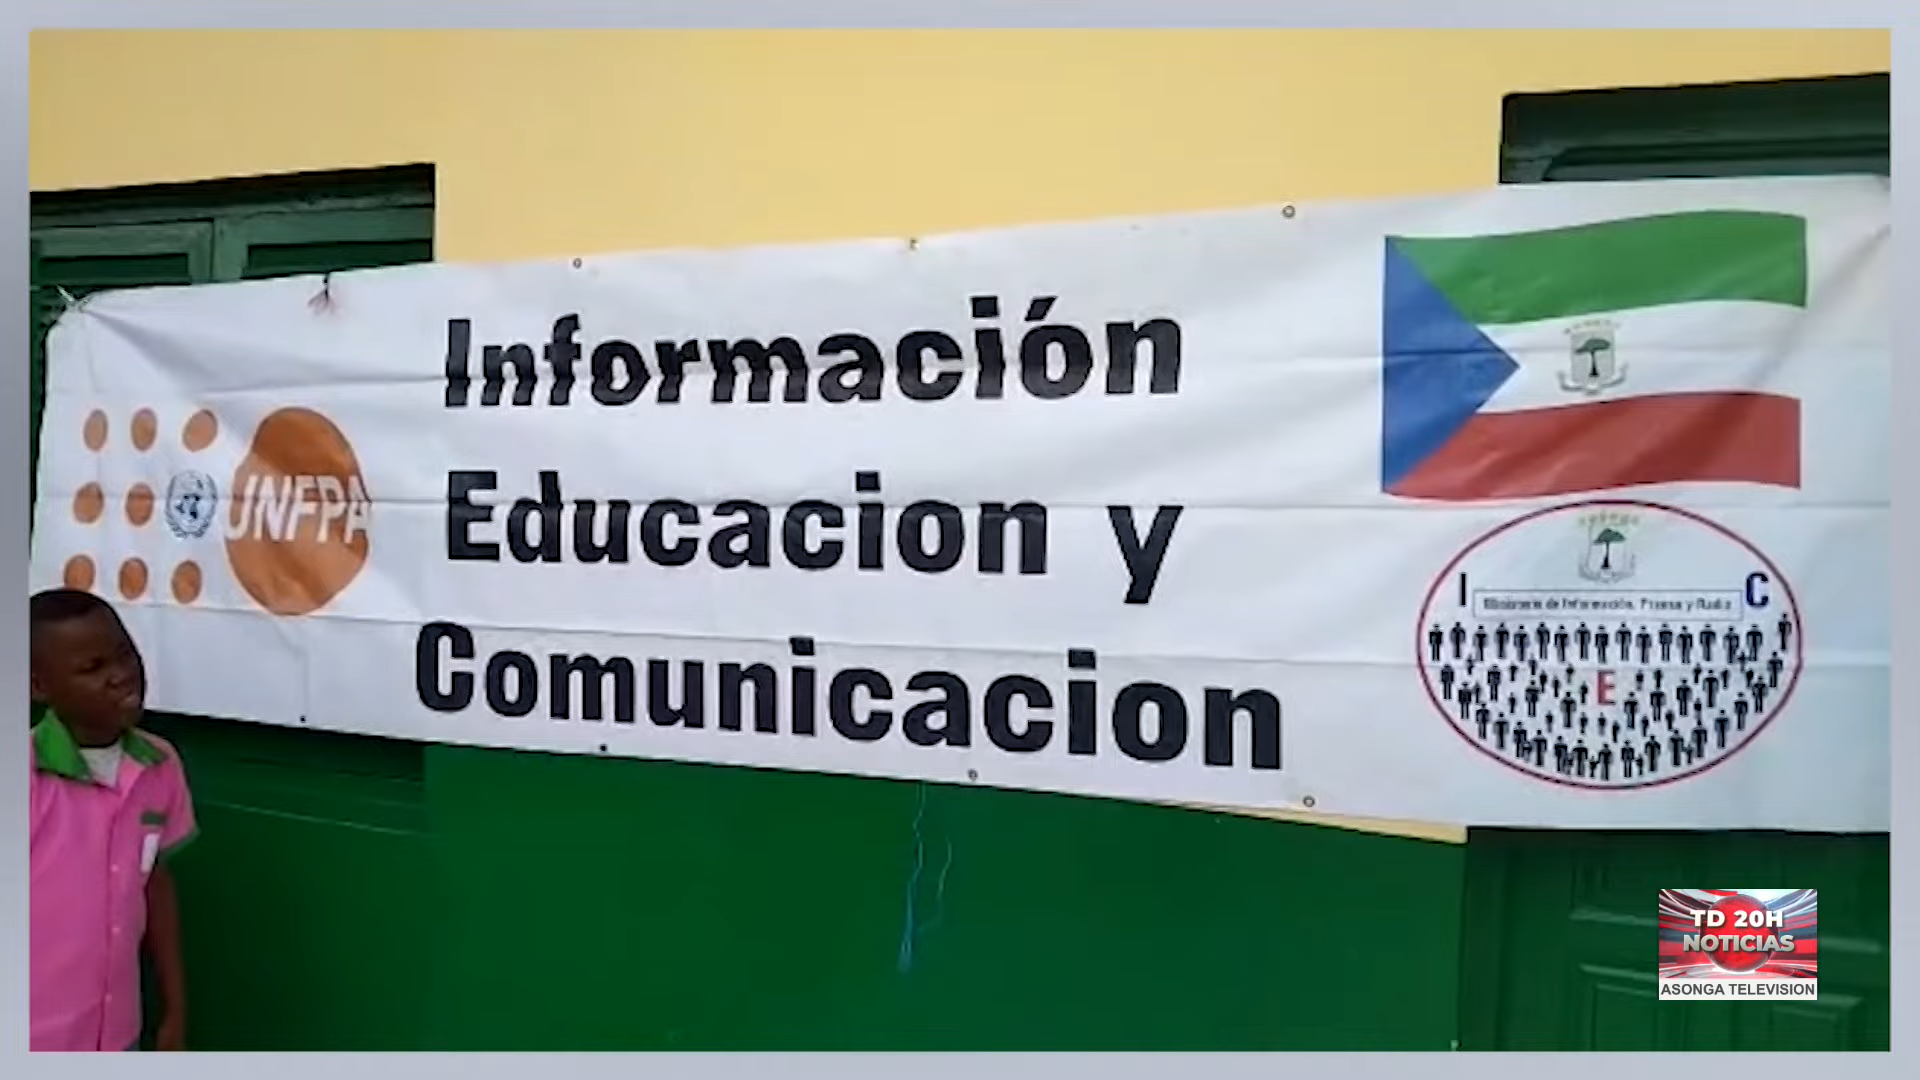 Información
Educacion y
Comunicacion
UNFPA
I C
Ministerio de Información, Prensa y Radio
E
TD 20H
NOTICIAS
ASONGA TELEVISION